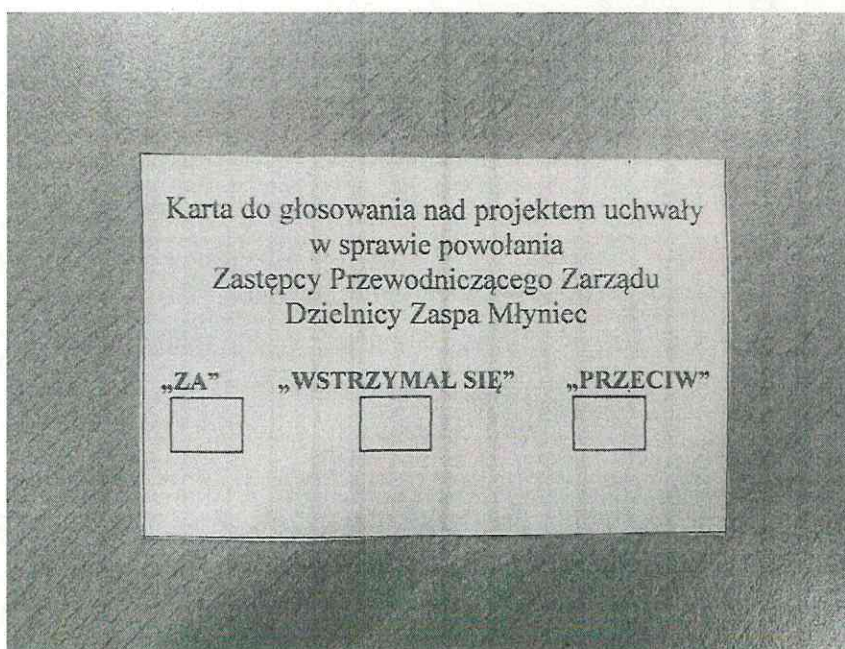 Karta do głosowania nad projektem uchwały
w sprawie powołania
Zastępcy Przewodniczącego Zarządu
Dzielnicy Zaspa Młyniec
„ZA” „WSTRZYMAŁ SIĘ” „PRZECIW”